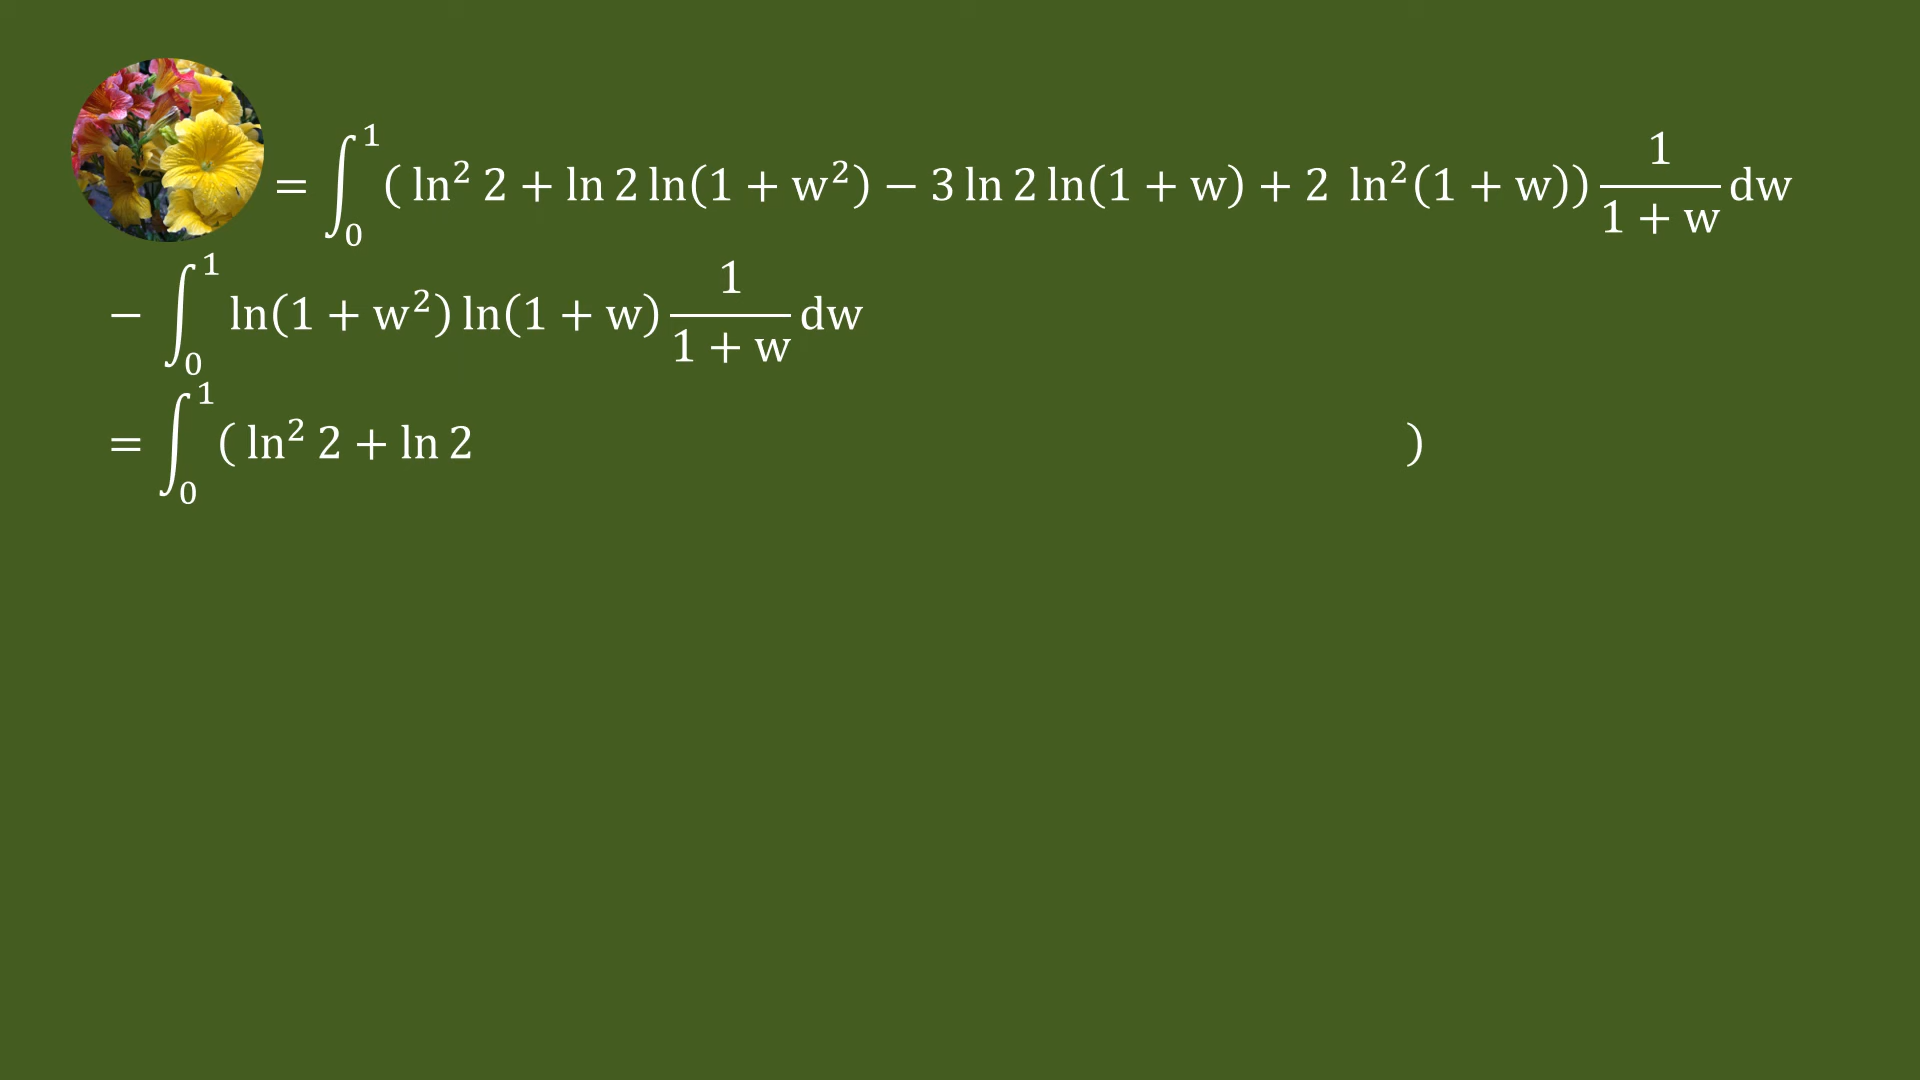 = ∫₀¹ ( ln² 2 + ln 2 ln(1 + w²) − 3 ln 2 ln(1 + w) + 2 ln²(1 + w)) 1/(1 + w) dw
− ∫₀¹ ln(1 + w²) ln(1 + w) 1/(1 + w) dw
= ∫₀¹ ( ln² 2 + ln 2 )